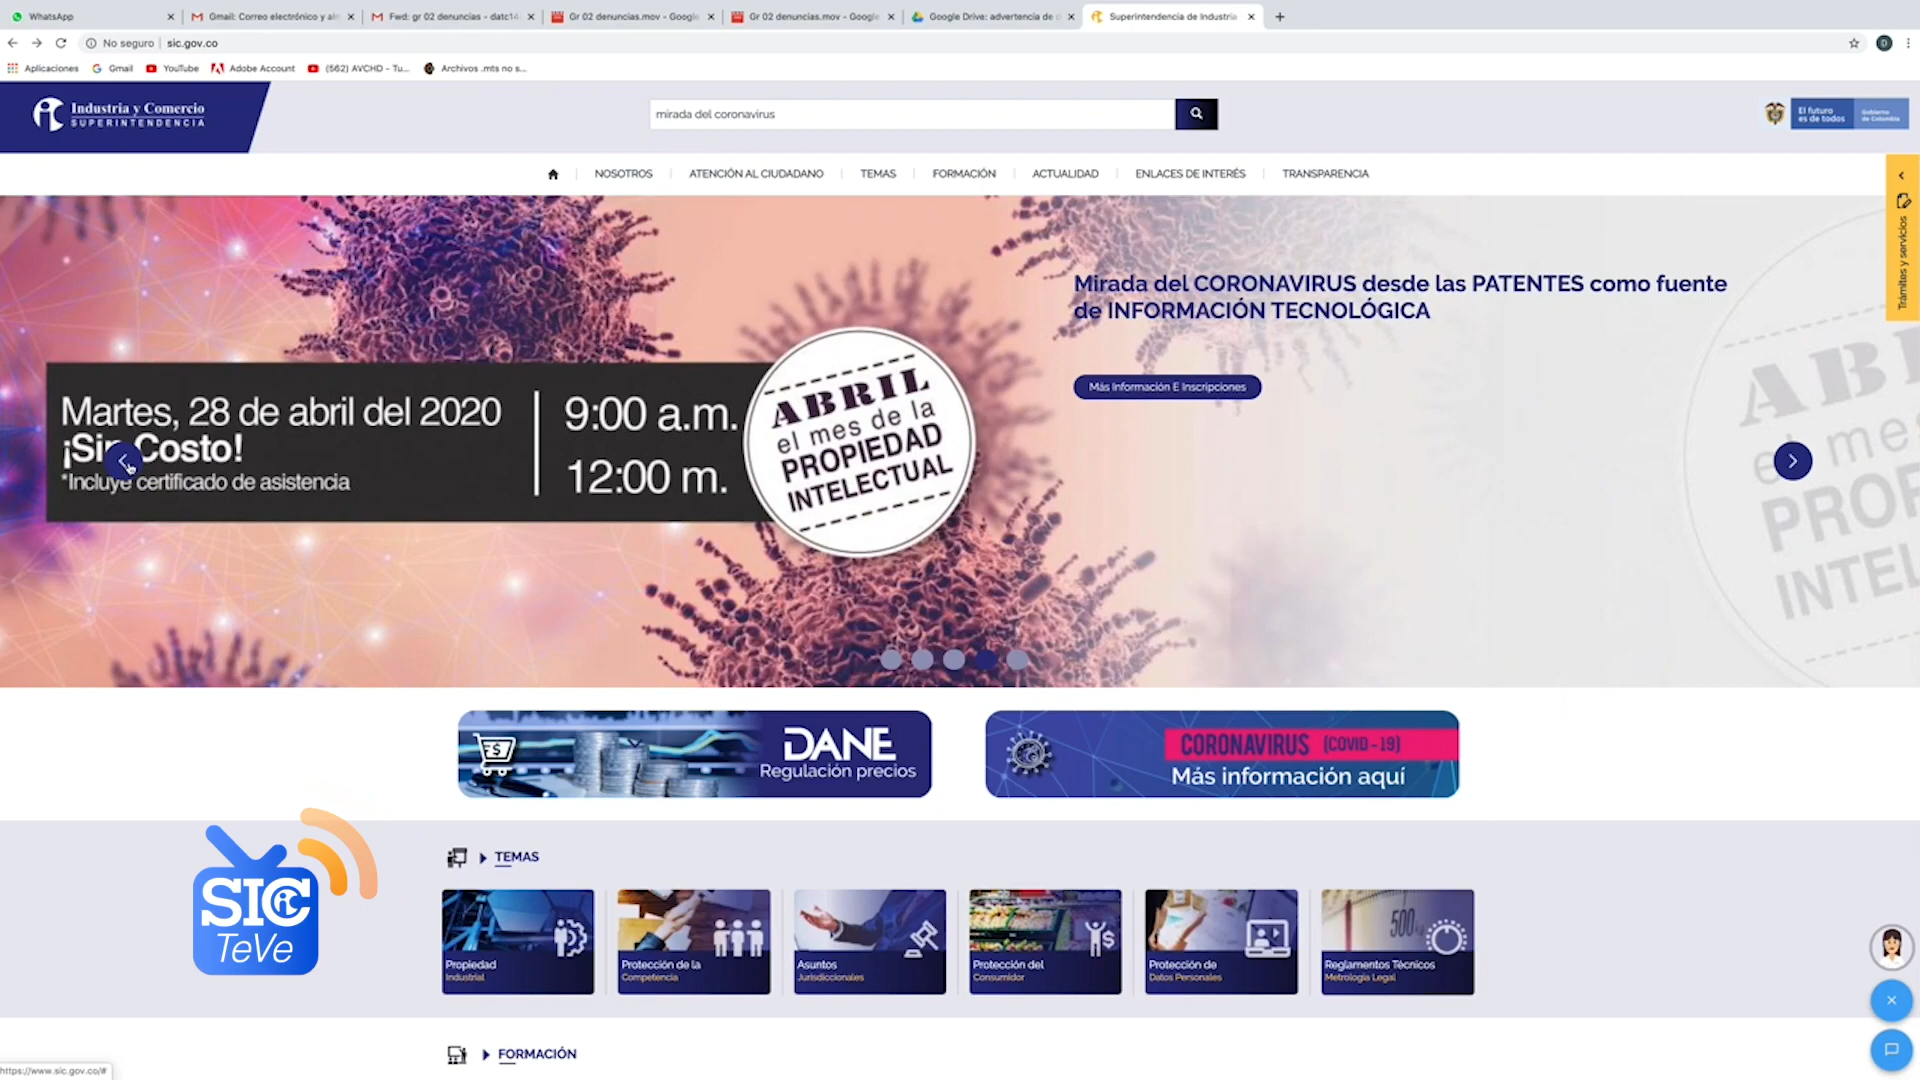 WhatsApp
Gmail: Correo electrónico y al
Fwd: gr 02 denuncias - datc14
Gr 02 denuncias.mov - Google
Gr 02 denuncias.mov - Google
Google Drive: advertencia de
Superintendencia de Industria
No seguro
sic.gov.co
Aplicaciones
Gmail
YouTube
Adobe Account
(562) AVCHD - Tu...
Archivos .mts no s...
Industria y Comercio
SUPERINTENDENCIA
mirada del coronavirus
El futuro
es de todos
Gobierno
de Colombia
NOSOTROS
ATENCIÓN AL CIUDADANO
TEMAS
FORMACIÓN
ACTUALIDAD
ENLACES DE INTERÉS
TRANSPARENCIA
Trámites y servicios
Mirada del CORONAVIRUS desde las PATENTES como fuente
de INFORMACIÓN TECNOLÓGICA
Más Información E Inscripciones
Martes, 28 de abril del 2020
¡Sin Costo!
*Incluye certificado de asistencia
9:00 a.m.
12:00 m.
ABRIL
el mes de la
PROPIEDAD
INTELECTUAL
DANE
Regulación precios
CORONAVIRUS (COVID-19)
Más información aquí
SIC
TeVe
TEMAS
Propiedad
Industrial
Protección de la
Competencia
Asuntos
Jurisdiccionales
Protección del
Consumidor
Protección de
Datos Personales
500
Reglamentos Técnicos
Metrología Legal
FORMACIÓN
https://www.sic.gov.co/#